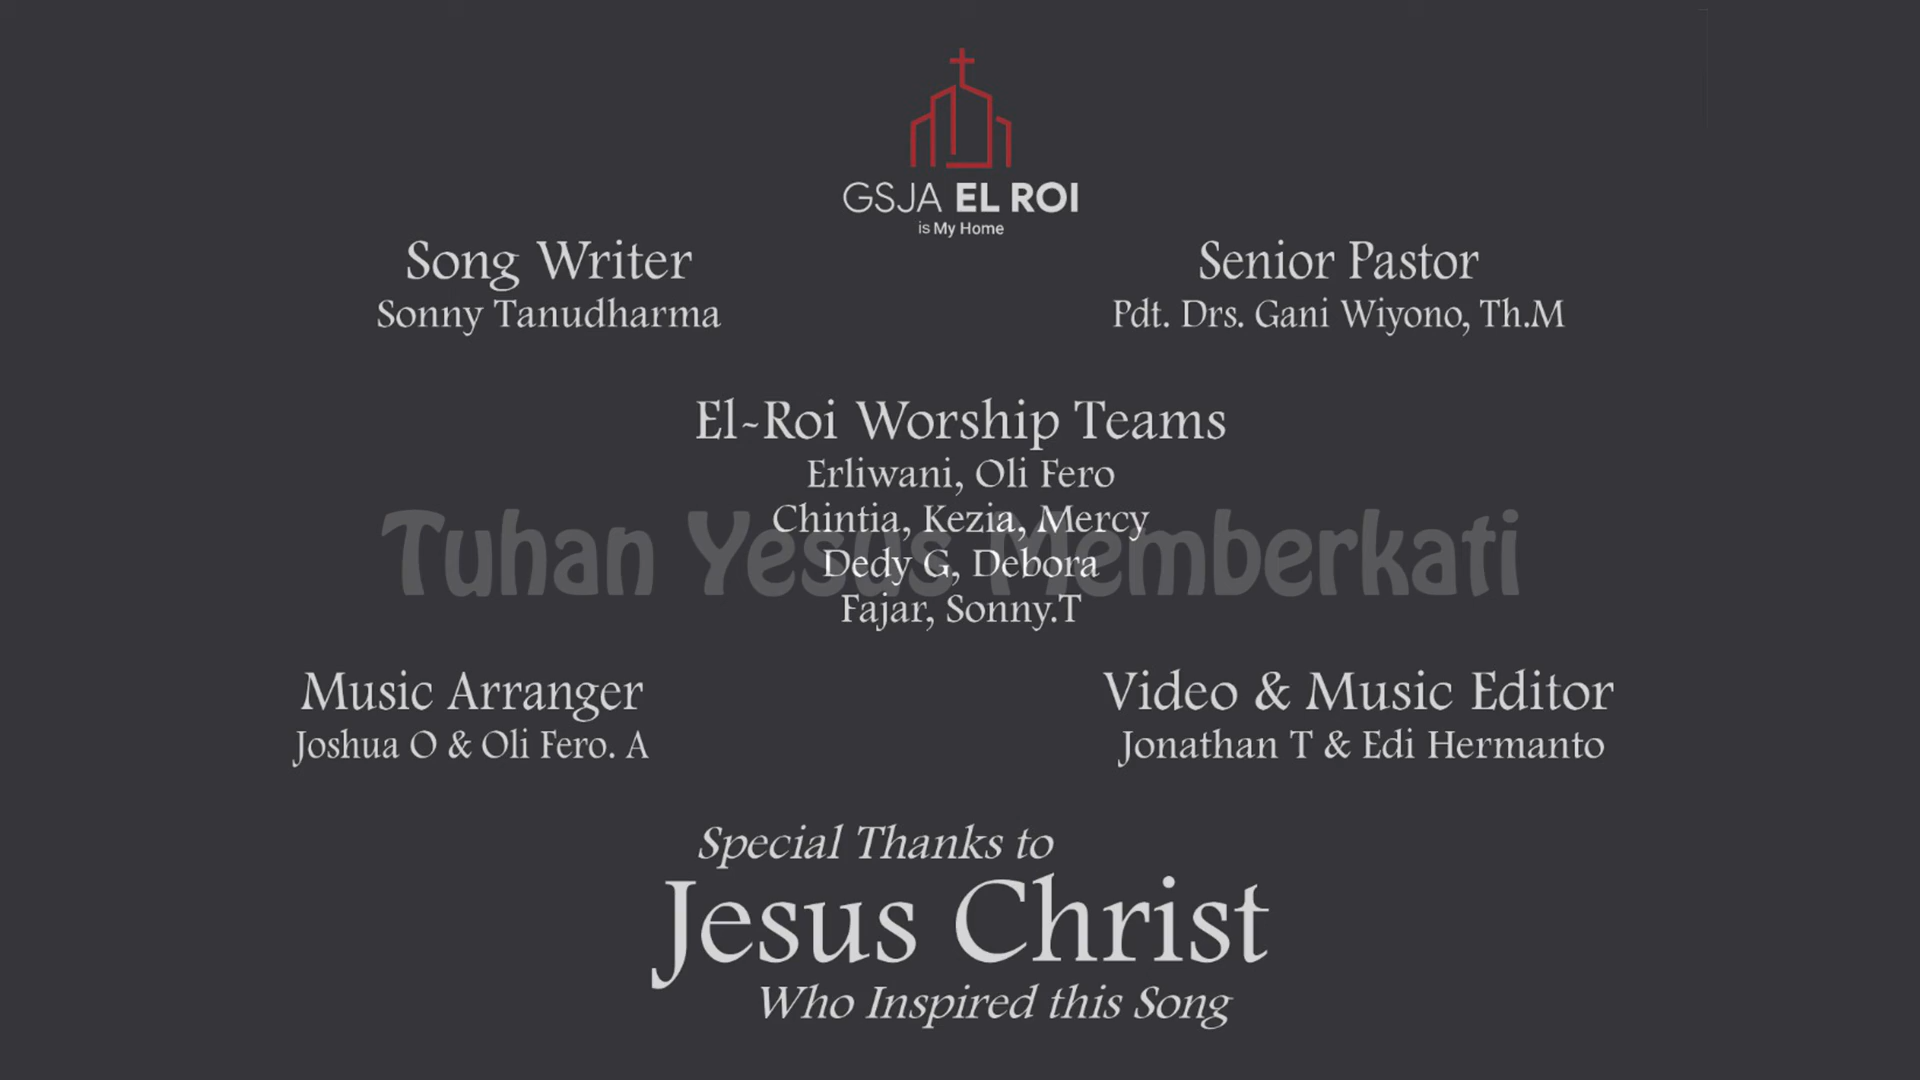 GSJA EL ROI
is My Home
Song Writer
Sonny Tanudharma
Senior Pastor
Pdt. Drs. Gani Wiyono, Th.M
El-Roi Worship Teams
Erliwani, Oli Fero
Chintia, Kezia, Mercy
Tuhan Yesus Memberkati
Dedy G, Debora
Fajar, Sonny.T
Music Arranger
Joshua O & Oli Fero. A
Video & Music Editor
Jonathan T & Edi Hermanto
Special Thanks to
Jesus Christ
Who Inspired this Song